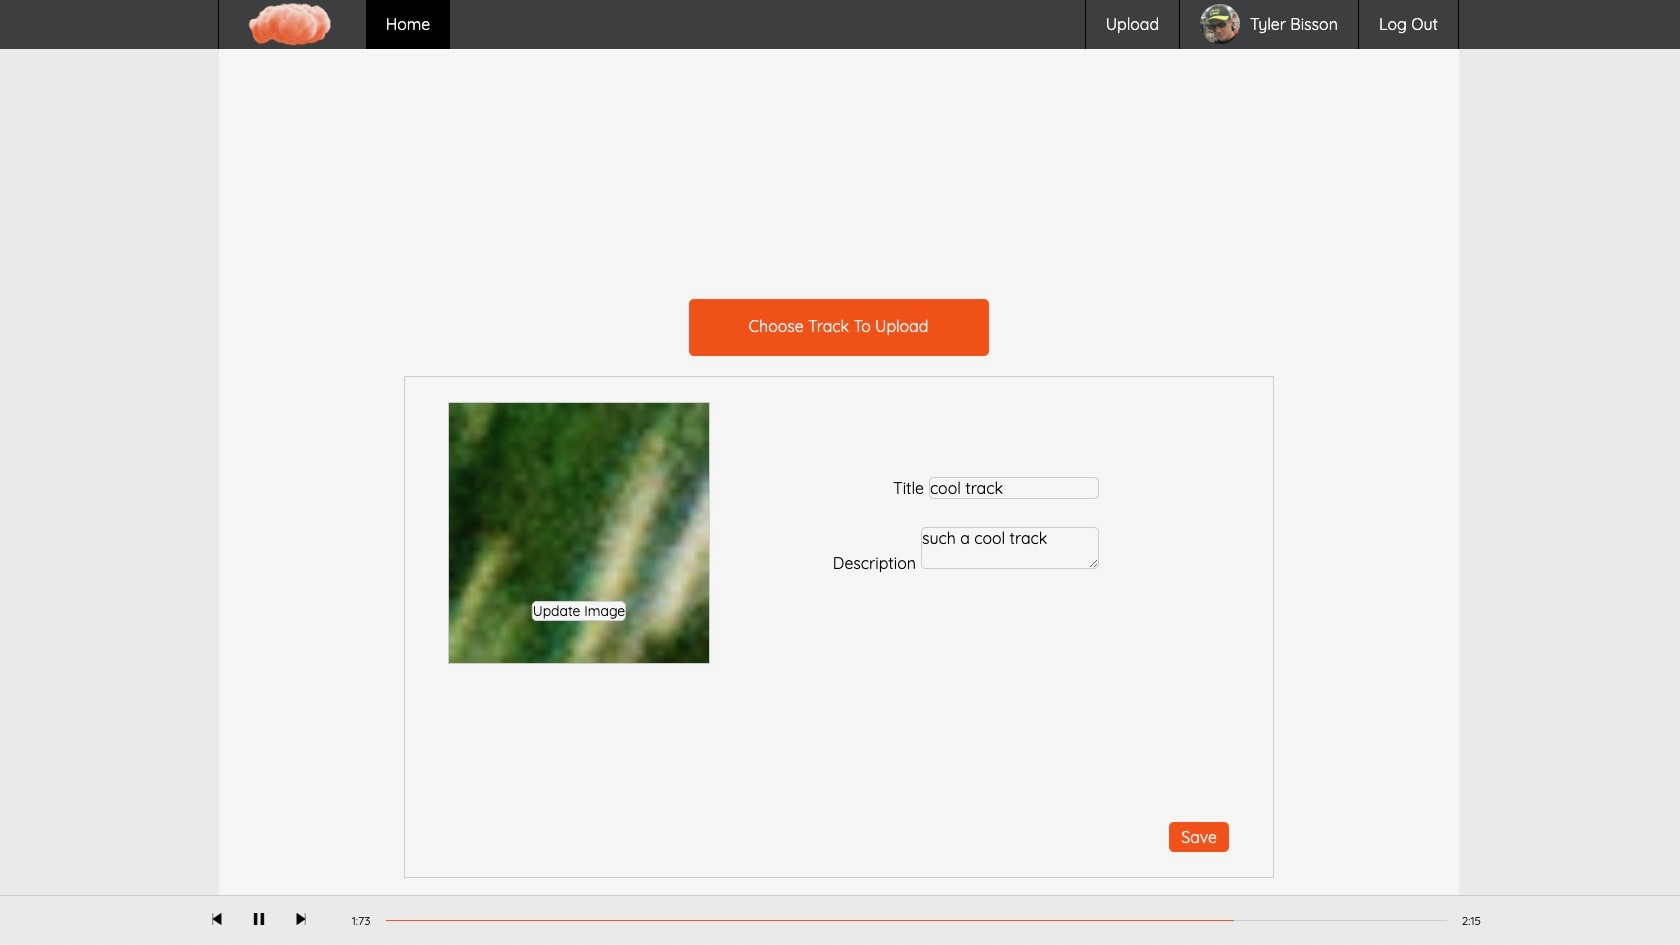 Home
Upload
Tyler Bisson
Log Out
Choose Track To Upload
Title cool track
such a cool track
Description
Update Image
Save
1:73
2:15